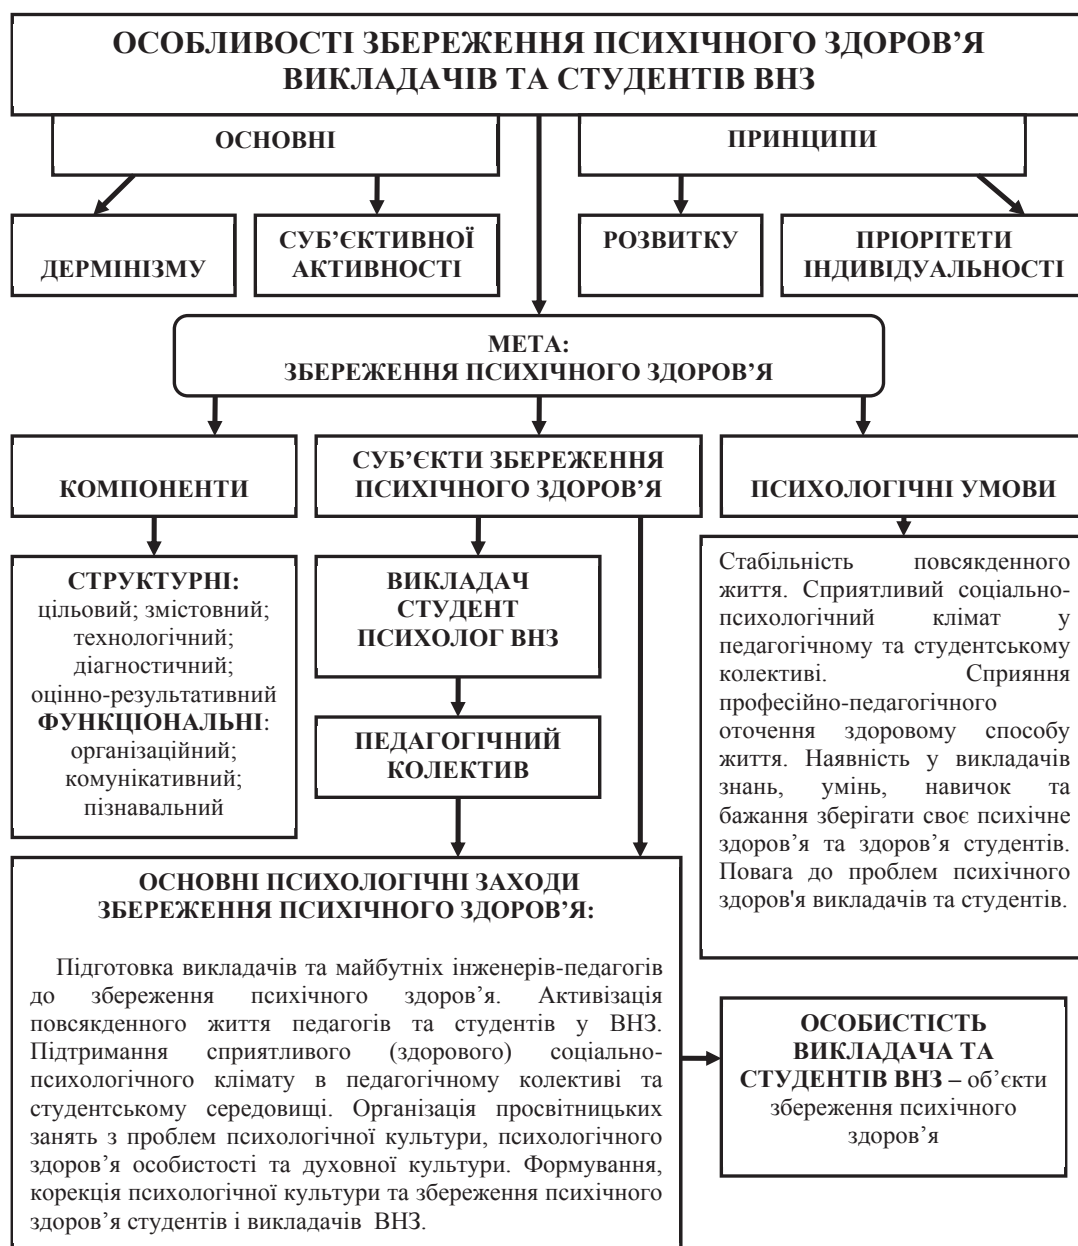 ОСОБЛИВОСТІ ЗБЕРЕЖЕННЯ ПСИХІЧНОГО ЗДОРОВ’Я
ВИКЛАДАЧІВ ТА СТУДЕНТІВ ВНЗ
ОСНОВНІ
ПРИНЦИПИ
ДЕРМІНІЗМУ
СУБ’ЄКТИВНОЇ
АКТИВНОСТІ
РОЗВИТКУ
ПРІОРІТЕТИ
ІНДИВІДУАЛЬНОСТІ
МЕТА:
ЗБЕРЕЖЕННЯ ПСИХІЧНОГО ЗДОРОВ’Я
КОМПОНЕНТИ
СУБ’ЄКТИ ЗБЕРЕЖЕННЯ
ПСИХІЧНОГО ЗДОРОВ’Я
ПСИХОЛОГІЧНІ УМОВИ
СТРУКТУРНІ:
цільовий; змістовний;
технологічний;
діагностичний;
оцінно-результативний
ФУНКЦІОНАЛЬНІ:
організаційний;
комунікативний;
пізнавальний
ВИКЛАДАЧ
СТУДЕНТ
ПСИХОЛОГ ВНЗ
ПЕДАГОГІЧНИЙ
КОЛЕКТИВ
Стабільність повсякденного
життя. Сприятливий соціально-
психологічний клімат у
педагогічному та студентському
колективі. Сприяння
професійно-педагогічного
оточення здоровому способу
життя. Наявність у викладачів
знань, умінь, навичок та
бажання зберігати своє психічне
здоров’я та здоров’я студентів.
Повага до проблем психічного
здоров'я викладачів та студентів.
ОСНОВНІ ПСИХОЛОГІЧНІ ЗАХОДИ
ЗБЕРЕЖЕННЯ ПСИХІЧНОГО ЗДОРОВ’Я:
Підготовка викладачів та майбутніх інженерів-педагогів
до збереження психічного здоров’я. Активізація
повсякденного життя педагогів та студентів у ВНЗ.
Підтримання сприятливого (здорового) соціально-
психологічного клімату в педагогічному колективі та
студентському середовищі. Організація просвітницьких
занять з проблем психологічної культури, психологічного
здоров’я особистості та духовної культури. Формування,
корекція психологічної культури та збереження психічного
здоров’я студентів і викладачів ВНЗ.
ОСОБИСТІСТЬ
ВИКЛАДАЧА ТА
СТУДЕНТІВ ВНЗ – об’єкти
збереження психічного
здоров’я